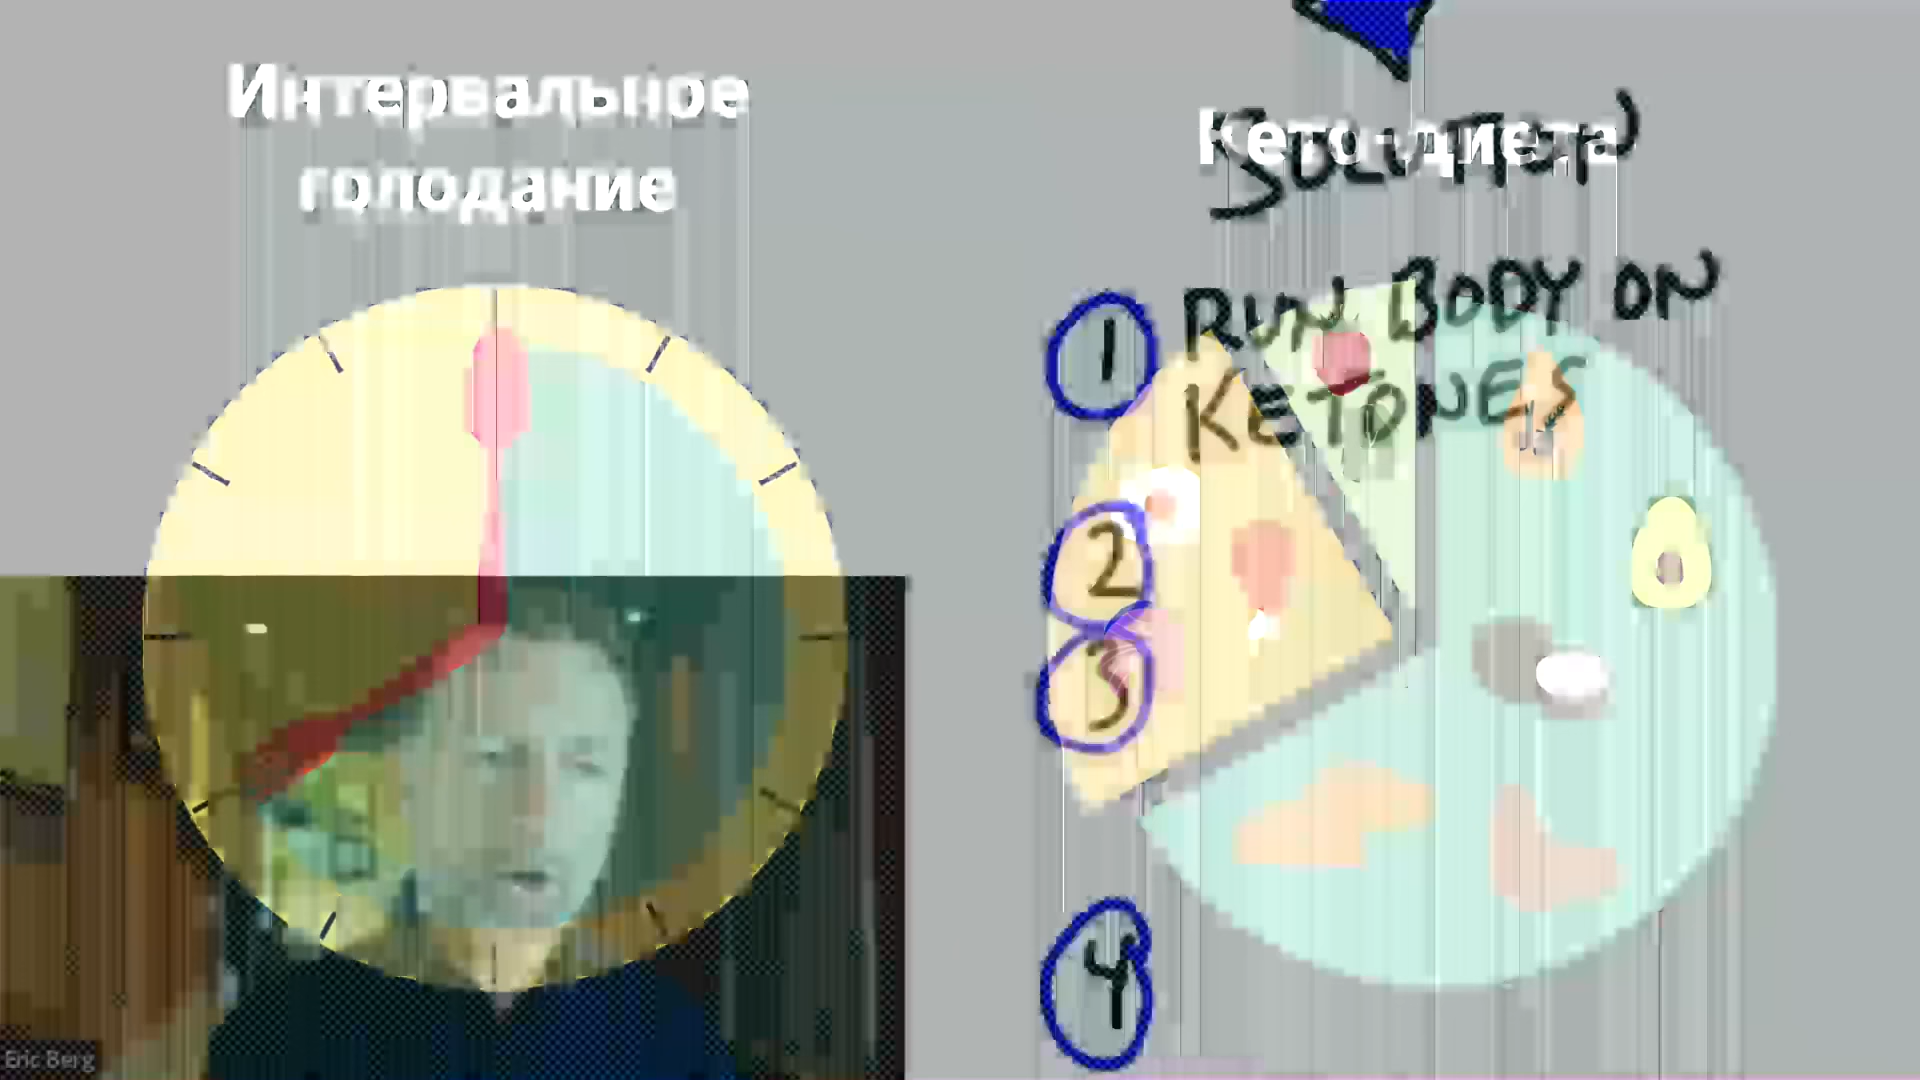 Интервальное
голодание
Кето-диета
SOLUTION
1 RUN BODY ON
KETONES
2
3
4
Eric Berg